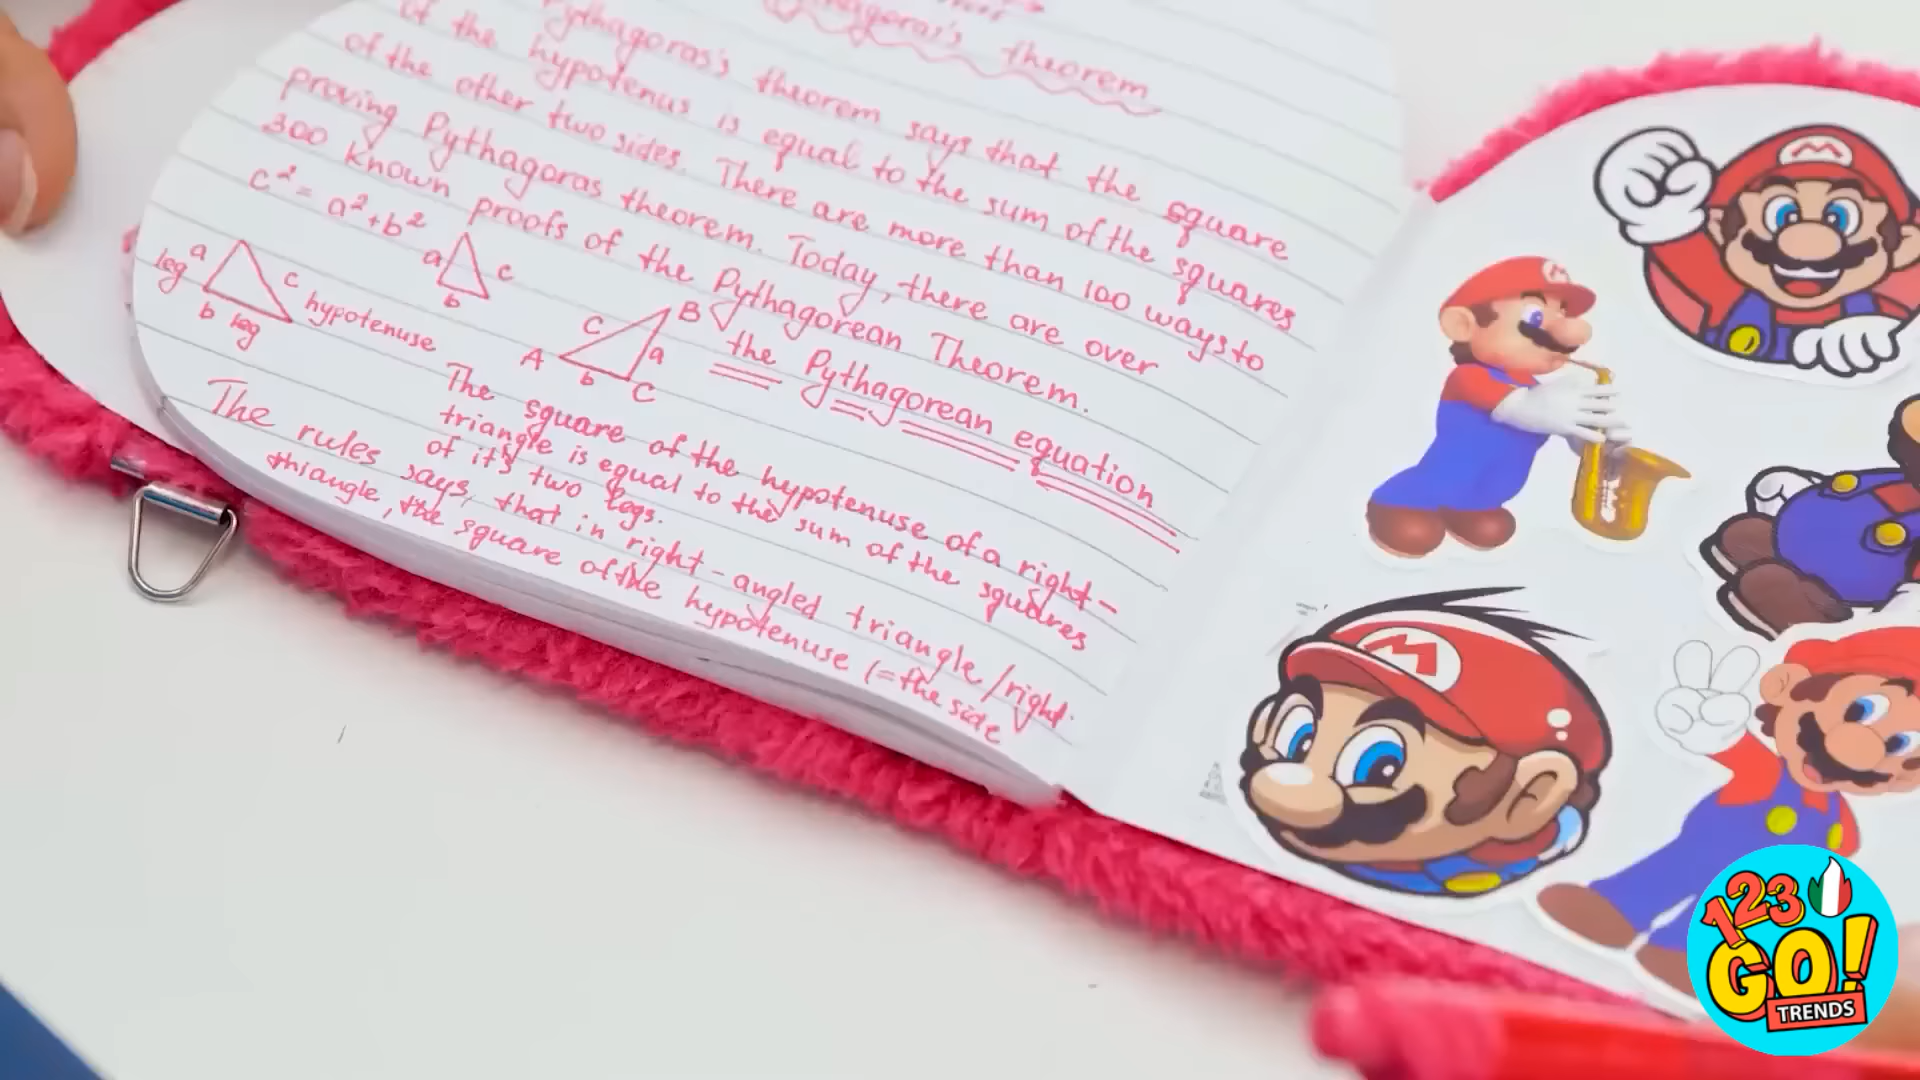 theorem
Pythagoras's theorem says that the square
of the hypotenus is equal to the sum of the squares
of the other two sides. There are more than 100 ways to
proving Pythagoras theorem. Today, there are over
300 known proofs of the Pythagorean Theorem.
c² = a² + b²
the Pythagorean equation
leg a
c hypotenuse
b leg
a
c
b
B
c
a
A
b
C
The square of the hypotenuse of a right-
triangle is equal to the sum of the squares
of it's two legs.
The rules says, that in right-angled triangle/right
thiangle, the square of the hypotenuse (= the side
M
M
M
123
GO!
TRENDS